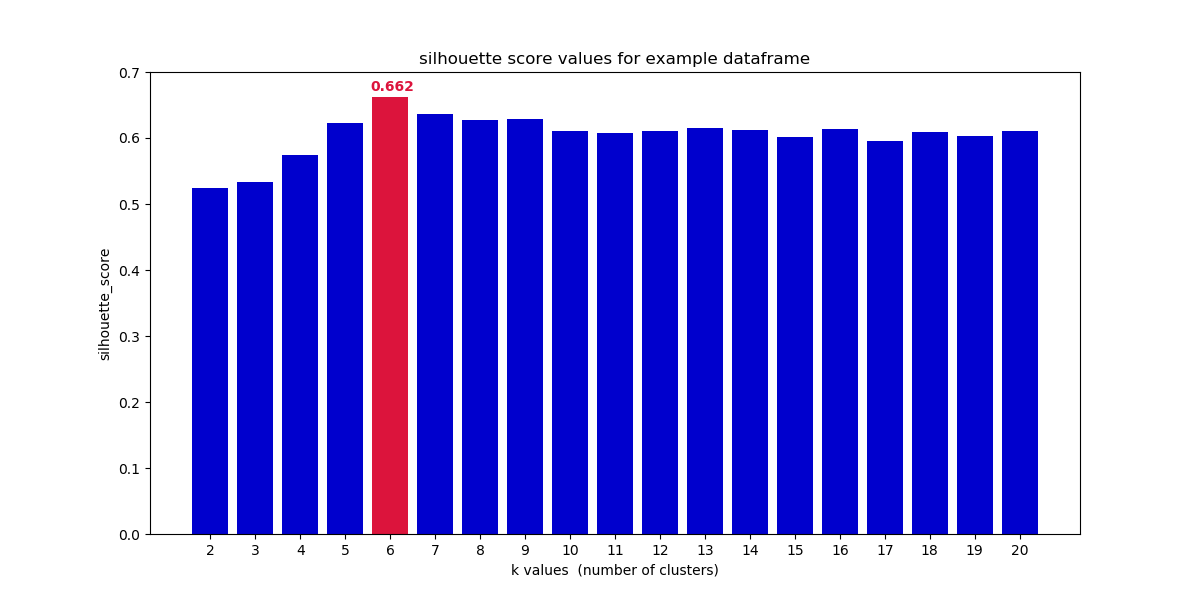 silhouette score values for example dataframe
0.662
0.7
0.6
0.5
0.4
0.3
0.2
0.1
0.0
silhouette_score
2 3 4 5 6 7 8 9 10 11 12 13 14 15 16 17 18 19 20
k values  (number of clusters)